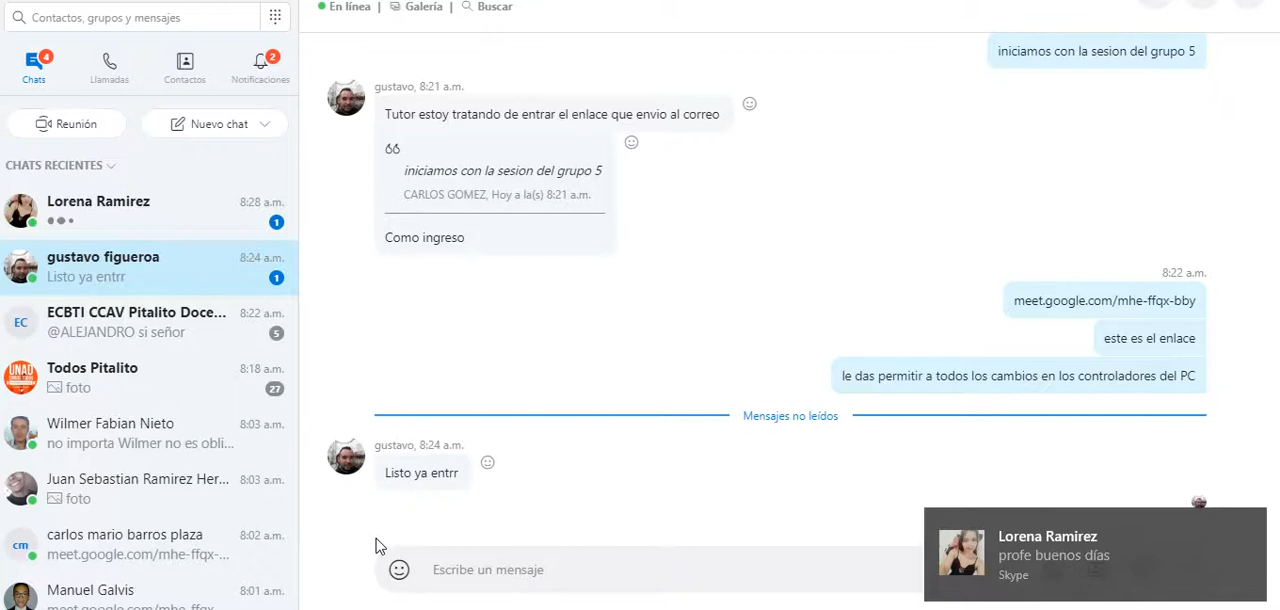 Contactos, grupos y mensajes
4
2
Chats
Llamadas
Contactos
Notificaciones
Reunión
Nuevo chat
CHATS RECIENTES
Lorena Ramirez
8:28 a.m.
1
gustavo figueroa
8:24 a.m.
Listo ya entrr
1
EC
ECBTI CCAV Pitalito Doce...
8:22 a.m.
@ALEJANDRO si señor
5
UNAD
Todos Pitalito
8:18 a.m.
foto
27
Wilmer Fabian Nieto
8:03 a.m.
no importa Wilmer no es obli...
Juan Sebastian Ramirez Her...
8:03 a.m.
foto
cm
carlos mario barros plaza
8:02 a.m.
meet.google.com/mhe-ffqx-...
Manuel Galvis
8:01 a.m.
meet.google.com/mhe-ffqx-...
En línea | Galería | Buscar
iniciamos con la sesion del grupo 5
gustavo, 8:21 a.m.
Tutor estoy tratando de entrar el enlace que envio al correo
iniciamos con la sesion del grupo 5
CARLOS GOMEZ, Hoy a la(s) 8:21 a.m.
Como ingreso
8:22 a.m.
meet.google.com/mhe-ffqx-bby
este es el enlace
le das permitir a todos los cambios en los controladores del PC
Mensajes no leídos
gustavo, 8:24 a.m.
Listo ya entrr
Escribe un mensaje
Lorena Ramirez
profe buenos días
Skype